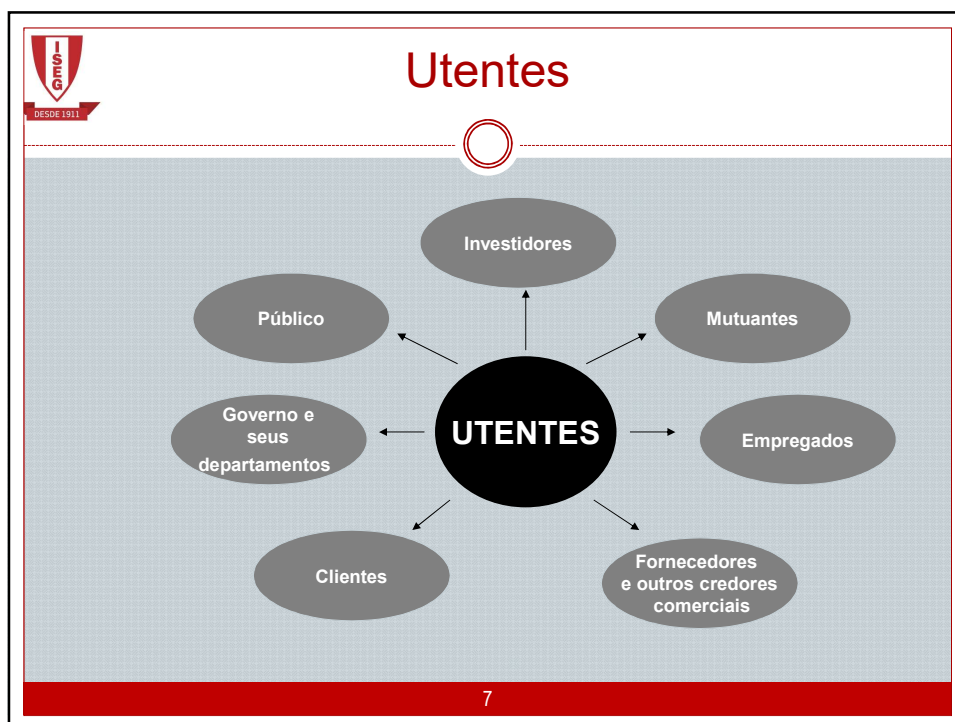 ISEG
DESDE 1911
Utentes
Investidores
Público
Mutuantes
Governo e
seus
departamentos
UTENTES
Empregados
Clientes
Fornecedores
e outros credores
comerciais
7